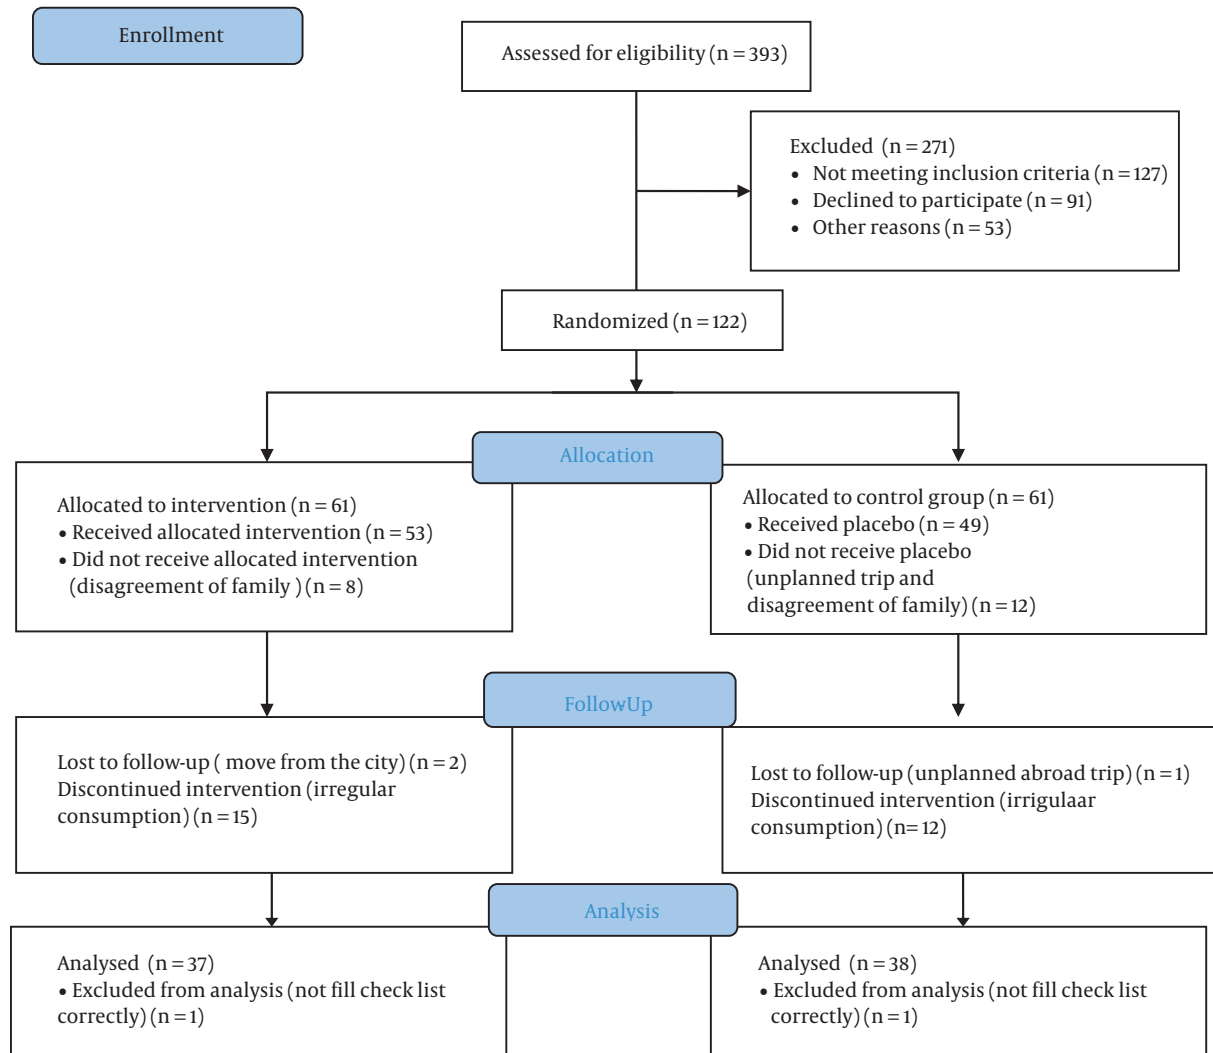 Enrollment
Assessed for eligibility (n = 393)
Excluded (n = 271)
• Not meeting inclusion criteria (n = 127)
• Declined to participate (n = 91)
• Other reasons (n = 53)
Randomized (n = 122)
Allocation
Allocated to intervention (n = 61)
• Received allocated intervention (n = 53)
• Did not receive allocated intervention
(disagreement of family ) (n = 8)
Allocated to control group (n = 61)
• Received placebo (n = 49)
• Did not receive placebo
(unplanned trip and
disagreement of family) (n = 12)
FollowUp
Lost to follow-up ( move from the city) (n = 2)
Discontinued intervention (irregular
consumption) (n = 15)
Lost to follow-up (unplanned abroad trip) (n = 1)
Discontinued intervention (irrigulaar
consumption) (n= 12)
Analysis
Analysed (n = 37)
• Excluded from analysis (not fill check list
correctly) (n = 1)
Analysed (n = 38)
• Excluded from analysis (not fill check list
correctly) (n = 1)